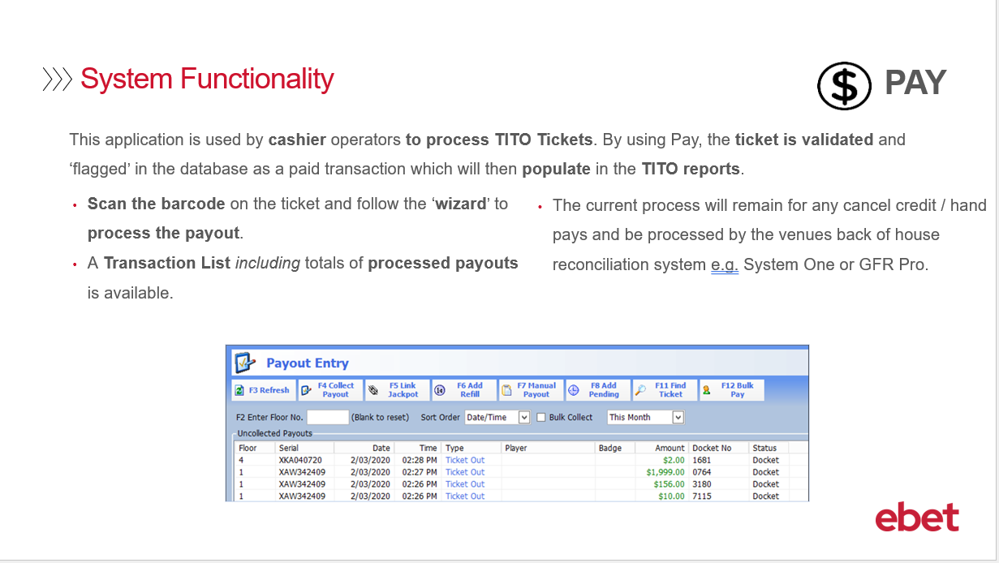 System Functionality
$ PAY
This application is used by cashier operators to process TITO Tickets. By using Pay, the ticket is validated and
‘flagged’ in the database as a paid transaction which will then populate in the TITO reports.
• Scan the barcode on the ticket and follow the ‘wizard’ to
process the payout.
• A Transaction List including totals of processed payouts
is available.
• The current process will remain for any cancel credit / hand
pays and be processed by the venues back of house
reconciliation system e.g. System One or GFR Pro.
Payout Entry
F3 Refresh F4 Collect Payout F5 Link Jackpot F6 Add Refill F7 Manual Payout F8 Add Pending F11 Find Ticket F12 Bulk Pay
F2 Enter Floor No. (Blank to reset) Sort Order Date/Time Bulk Collect This Month
Uncollected Payouts
Floor Serial Date Time Type Player Badge Amount Docket No Status
4 XKA040720 2/03/2020 02:28 PM Ticket Out $2.00 1681 Docket
1 XAW342409 2/03/2020 02:27 PM Ticket Out $1,999.00 0764 Docket
1 XAW342409 2/03/2020 02:26 PM Ticket Out $156.00 3180 Docket
1 XAW342409 2/03/2020 02:26 PM Ticket Out $10.00 7115 Docket
ebet